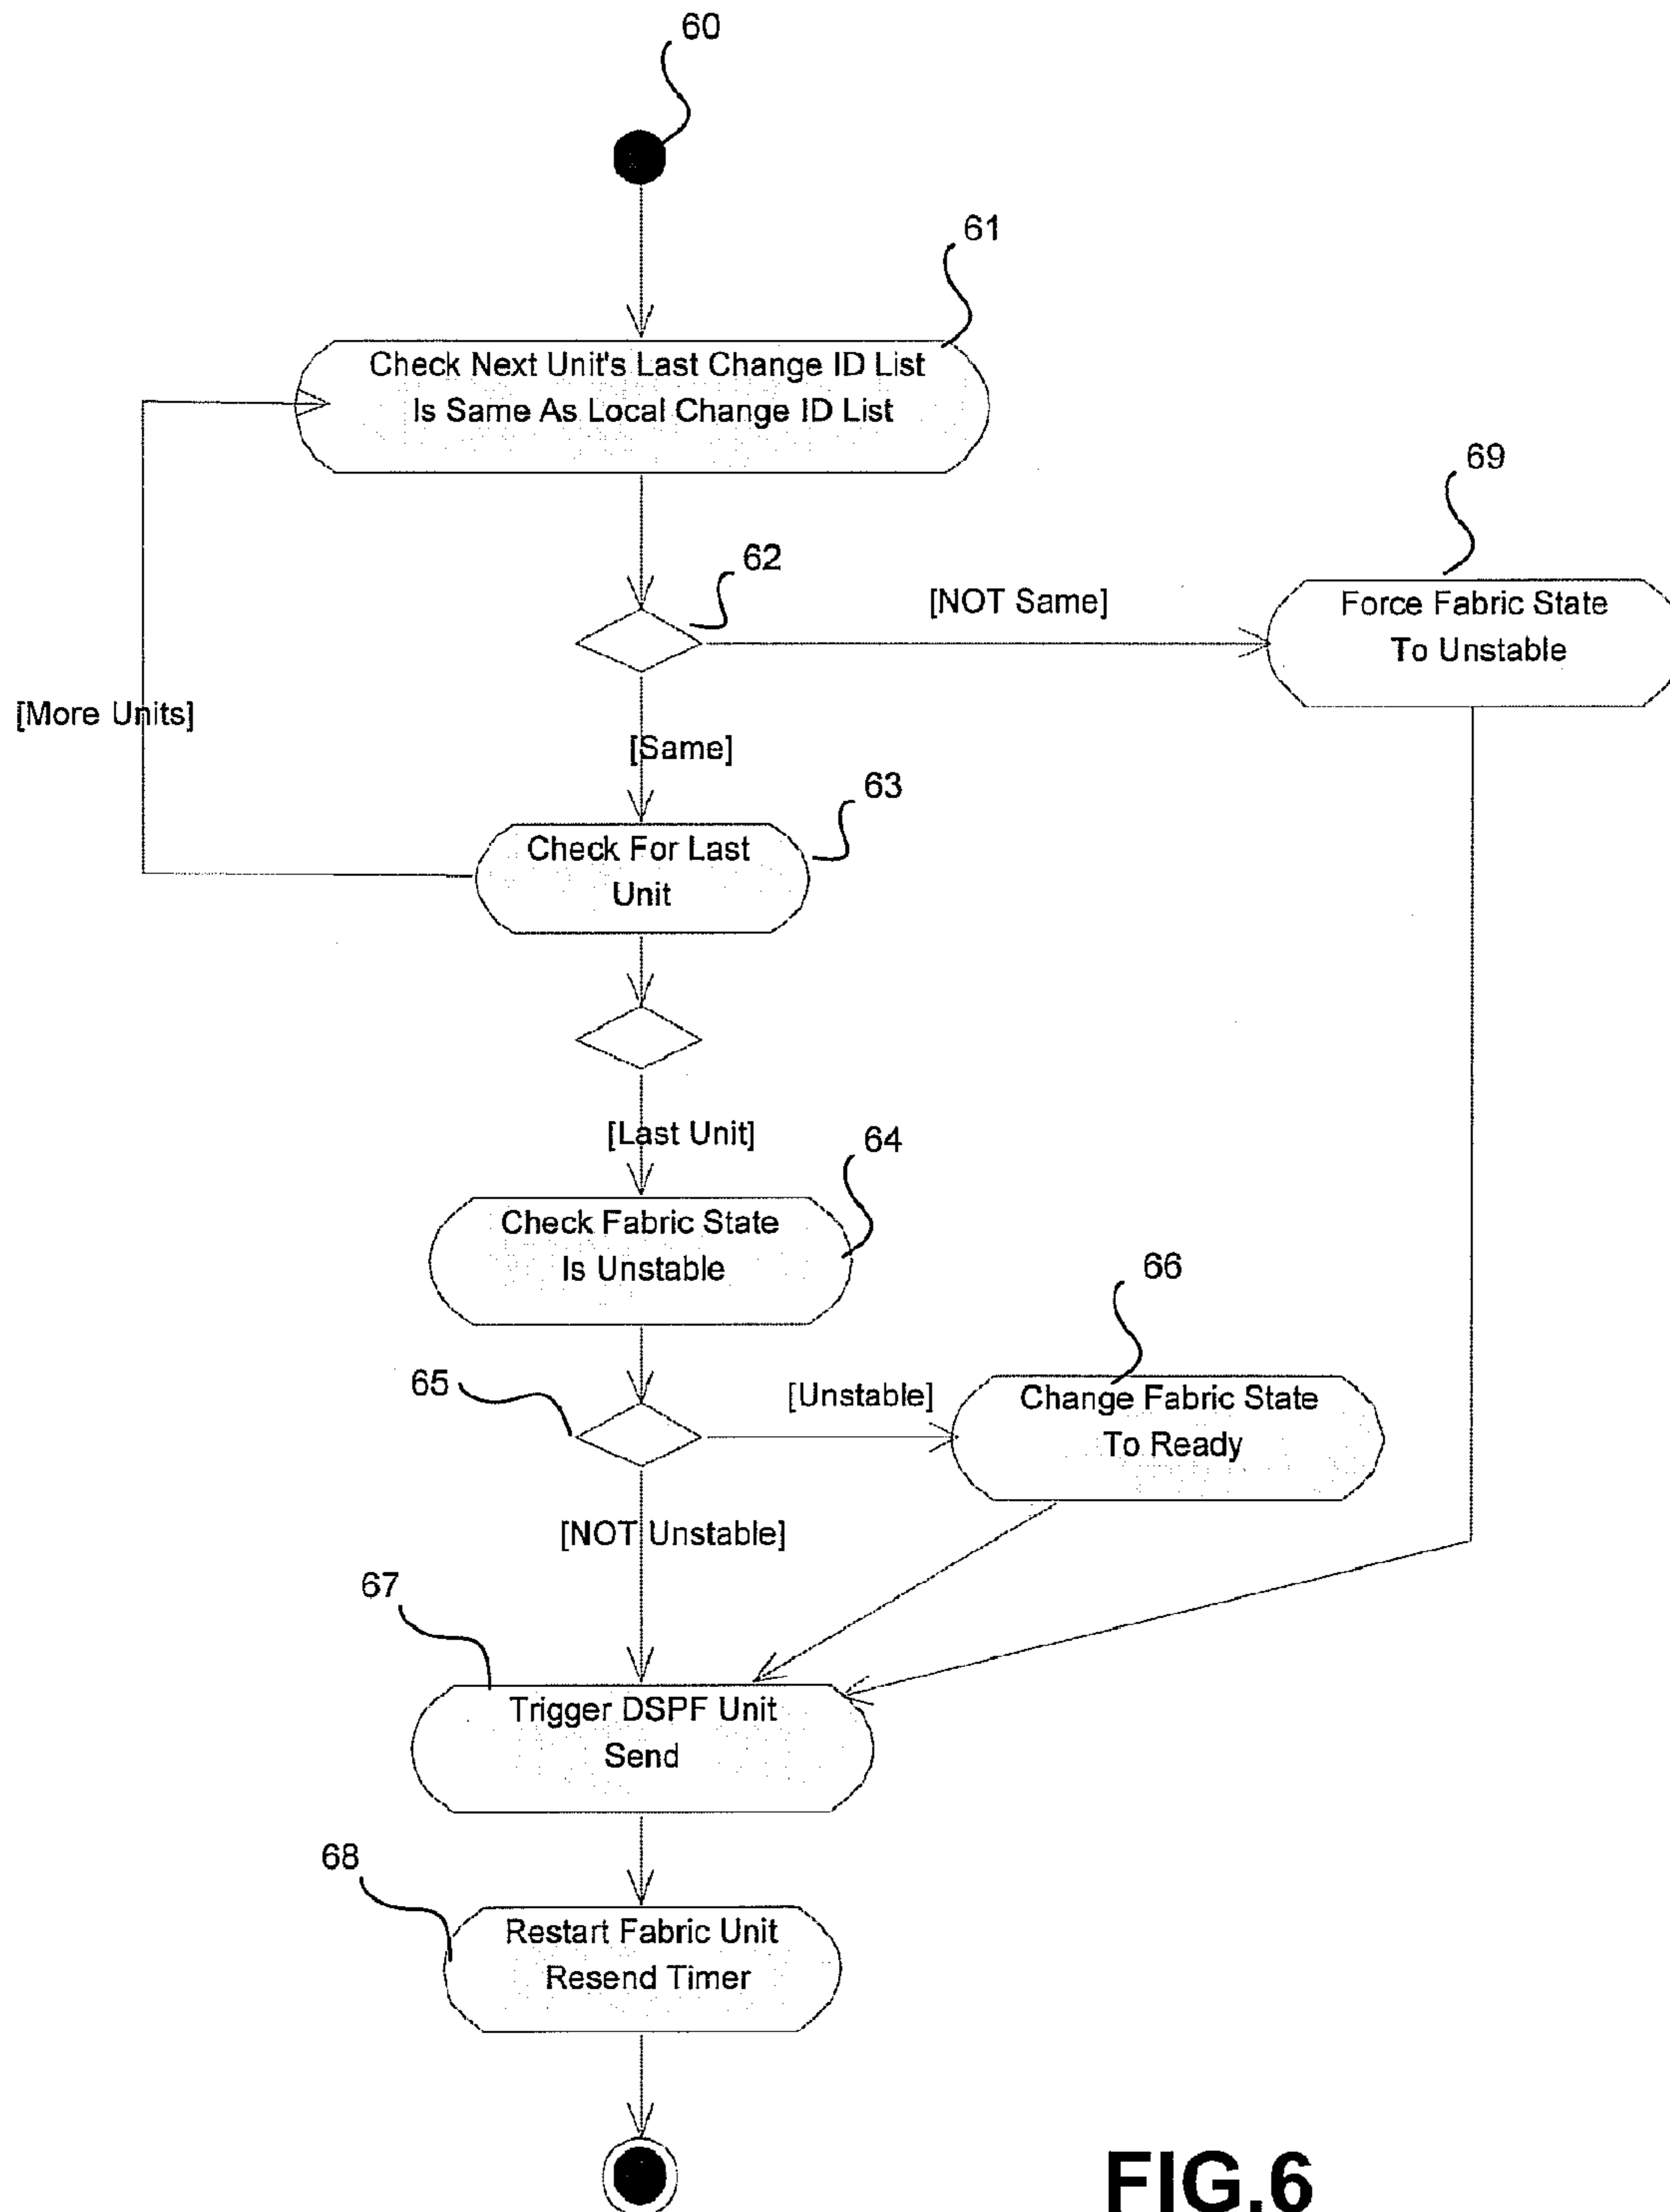 60
61
Check Next Unit's Last Change ID List
Is Same As Local Change ID List
69
62
[NOT Same]
Force Fabric State
To Unstable
[More Units]
[Same]
63
Check For Last
Unit
[Last Unit]
64
Check Fabric State
Is Unstable
66
65
[Unstable]
Change Fabric State
To Ready
[NOT Unstable]
67
Trigger DSPF Unit
Send
68
Restart Fabric Unit
Resend Timer
FIG.6